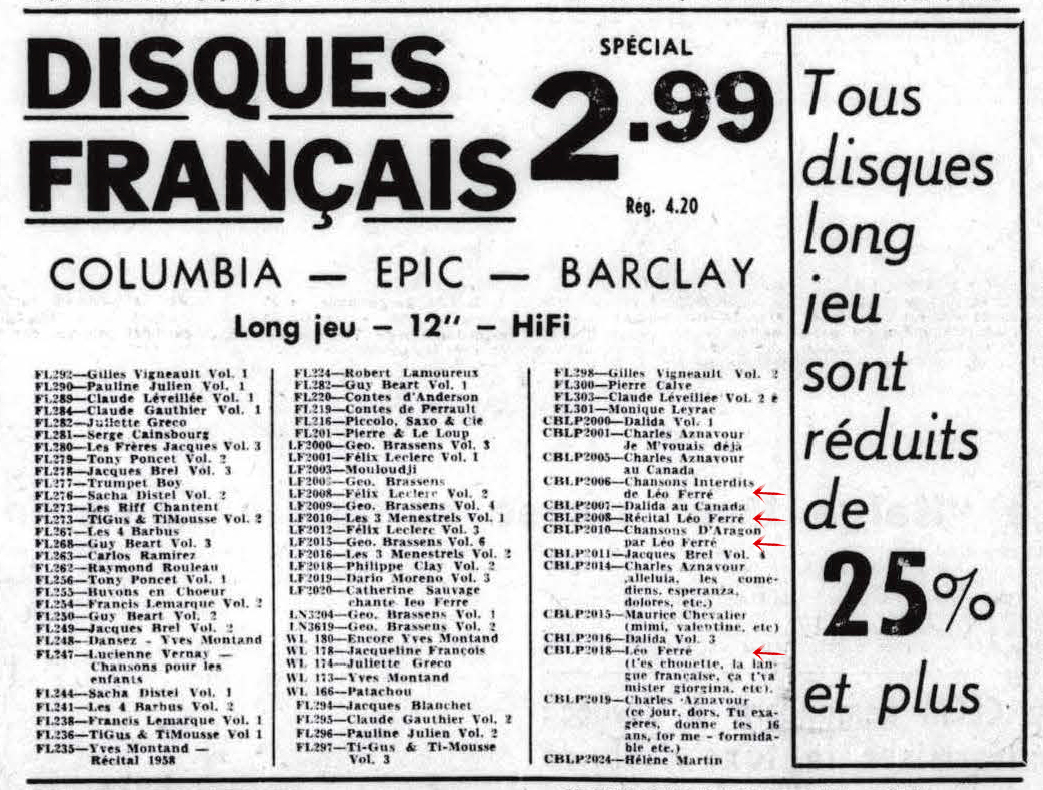 DISQUES
FRANÇAIS
SPÉCIAL
2.99
Rég. 4.20
COLUMBIA — EPIC — BARCLAY
Long jeu — 12" — HiFi
FL292—Gilles Vigneault Vol. 1
FL290—Pauline Julien Vol. 1
FL289—Claude Léveillée Vol. 1
FL284—Claude Gauthier Vol. 1
FL282—Juliette Greco
FL281—Serge Gainsbourg
FL280—Les Frères Jacques Vol. 3
FL279—Tony Poncet Vol. 2
FL278—Jacques Brel Vol. 3
FL277—Trumpet Boy
FL276—Sacha Distel Vol. 2
FL273—Les Riff Chantent
FL273—TiGus & TiMousse Vol. 2
FL267—Les 4 Barbus
FL268—Guy Beart Vol. 3
FL263—Carlos Ramirez
FL262—Raymond Rouleau
FL256—Tony Poncet Vol. 1
FL255—Buvons en Choeur
FL254—Francis Lemarque Vol. 2
FL250—Guy Beart Vol. 2
FL249—Jacques Brel Vol. 2
FL248—Dansez - Yves Montand
FL247—Lucienne Vernay —
Chansons pour les
enfants
FL244—Sacha Distel Vol. 1
FL241—Les 4 Barbus Vol. 2
FL238—Francis Lemarque Vol. 1
FL236—TiGus & TiMousse Vol 1
FL235—Yves Montand —
Récital 1958
FL224—Robert Lamoureux
FL282—Guy Beart Vol. 1
FL220—Contes d'Anderson
FL219—Contes de Perrault
FL216—Piccolo, Saxo & Cie
FL201—Pierre & Le Loup
LF2000—Geo. Brassens Vol. 3
LF2001—Félix Leclerc Vol. 1
LF2003—Mouloudji
Geo. Brassens
LF2008—Félix Leclerc Vol. 2
LF2009—Geo. Brassens Vol. 4
LF2010—Les 3 Menestrels Vol. 1
LF2012—Félix Leclerc Vol. 3
LF2015—Geo. Brassens Vol. 6
LF2016—Les 3 Menestrels Vol. 2
LF2018—Philippe Clay Vol. 2
LF2019—Dario Moreno Vol. 3
LF2020—Catherine Sauvage
chante leo Ferre
LN3204—Geo. Brassens Vol. 1
LN3619—Geo. Brassens Vol. 2
WL 180—Encore Yves Montand
WL 178—Jacqueline François
WL 174—Juliette Greco
WL 173—Yves Montand
WL 166—Patachou
FL294—Jacques Blanchet
FL295—Claude Gauthier Vol. 2
FL296—Pauline Julien Vol. 2
FL297—Ti-Gus & Ti-Mousse
Vol. 3
FL298—Gilles Vigneault Vol. 2
FL300—Pierre Calve
FL303—Claude Léveillée Vol. 2
FL301—Monique Leyrac
CBLP2000—Dalida Vol. 1
CBLP2001—Charles Aznavour
Je M'vouais déjà
CBLP2005—Charles Aznavour
au Canada
CBLP2006—Chansons Interdits
de Léo Ferré
CBLP2007—Dalida au Canada
CBLP2008—Récital Léo Ferré
CBLP2010—Chansons D'Aragon
par Léo Ferré
CBLP2011—Jacques Brel Vol. 4
CBLP2014—Charles Aznavour
alleluia, les come-
diens, esperanza,
dolores, etc.)
CBLP2015—Maurice Chevalier
(mimi, valentine, etc)
CBLP2016—Dalida Vol. 3
CBLP2018—Léo Ferré
(t'es chouette, la lan-
gue française, ça t'va
mister giorgina, etc).
CBLP2019—Charles Aznavour
(ce jour, dors, Tu exa-
gères, donne tes 16
ans, for me - formida-
ble etc.)
CBLP2024—Hélène Martin
Tous
disques
long
jeu
sont
réduits
de
25%
et plus